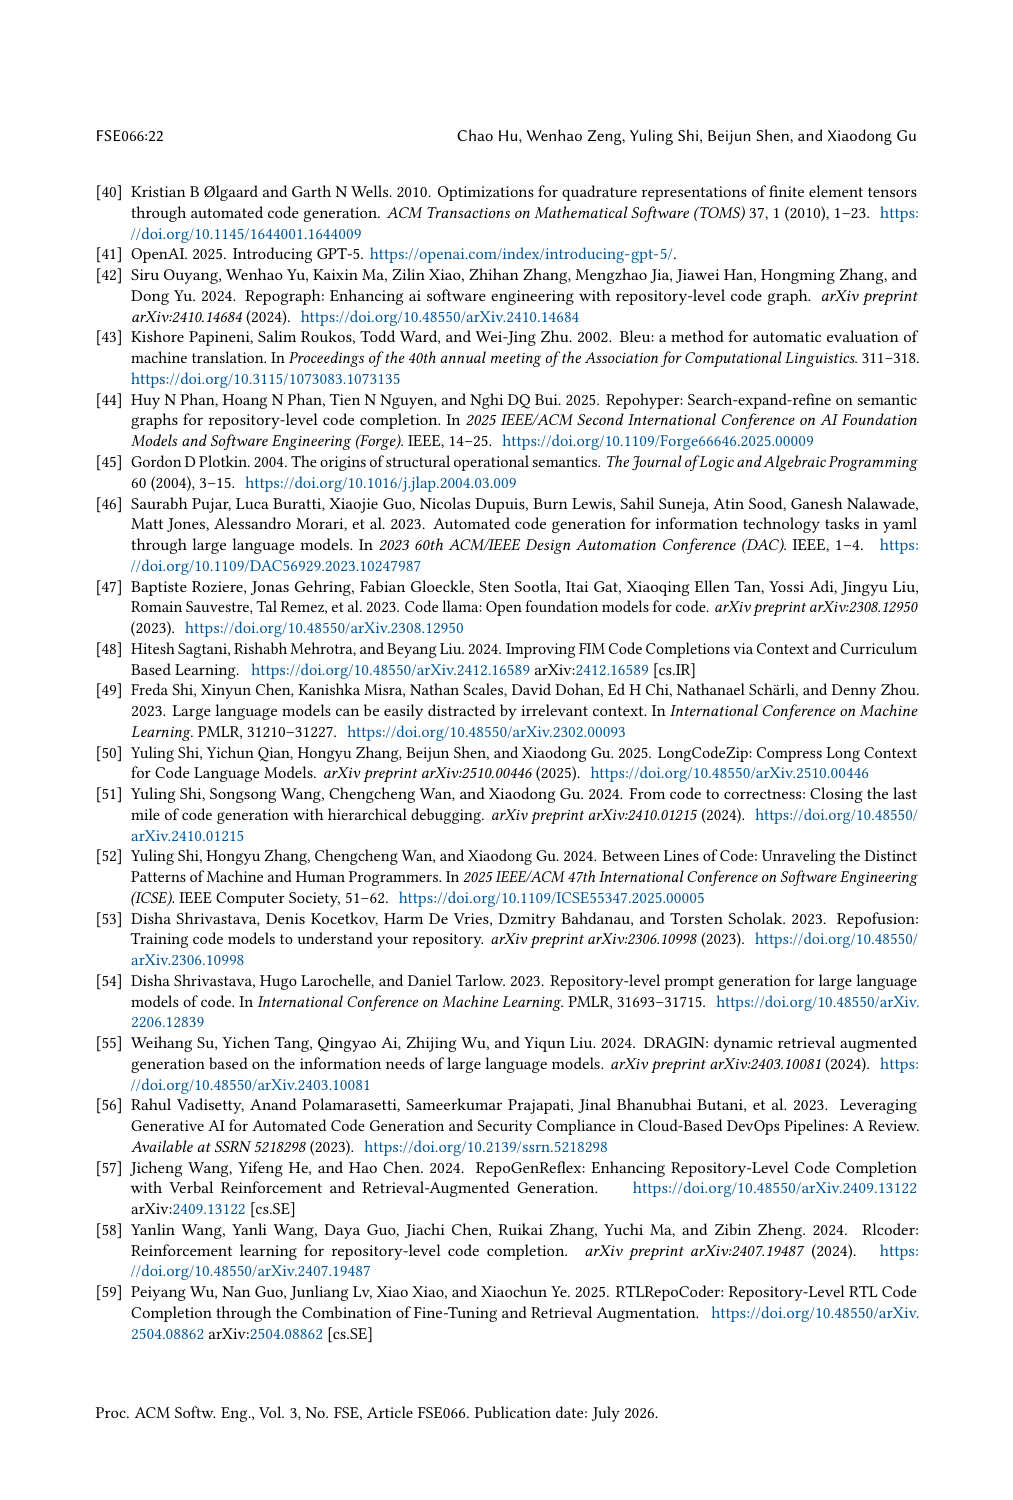 FSE066:22
Chao Hu, Wenhao Zeng, Yuling Shi, Beijun Shen, and Xiaodong Gu
[40] Kristian B Ølgaard and Garth N Wells. 2010. Optimizations for quadrature representations of finite element tensors
through automated code generation. ACM Transactions on Mathematical Software (TOMS) 37, 1 (2010), 1–23. https:
//doi.org/10.1145/1644001.1644009
[41] OpenAI. 2025. Introducing GPT-5. https://openai.com/index/introducing-gpt-5/.
[42] Siru Ouyang, Wenhao Yu, Kaixin Ma, Zilin Xiao, Zhihan Zhang, Mengzhao Jia, Jiawei Han, Hongming Zhang, and
Dong Yu. 2024. Repograph: Enhancing ai software engineering with repository-level code graph. arXiv preprint
arXiv:2410.14684 (2024). https://doi.org/10.48550/arXiv.2410.14684
[43] Kishore Papineni, Salim Roukos, Todd Ward, and Wei-Jing Zhu. 2002. Bleu: a method for automatic evaluation of
machine translation. In Proceedings of the 40th annual meeting of the Association for Computational Linguistics. 311–318.
https://doi.org/10.3115/1073083.1073135
[44] Huy N Phan, Hoang N Phan, Tien N Nguyen, and Nghi DQ Bui. 2025. Repohyper: Search-expand-refine on semantic
graphs for repository-level code completion. In 2025 IEEE/ACM Second International Conference on AI Foundation
Models and Software Engineering (Forge). IEEE, 14–25. https://doi.org/10.1109/Forge66646.2025.00009
[45] Gordon D Plotkin. 2004. The origins of structural operational semantics. The Journal of Logic and Algebraic Programming
60 (2004), 3–15. https://doi.org/10.1016/j.jlap.2004.03.009
[46] Saurabh Pujar, Luca Buratti, Xiaojie Guo, Nicolas Dupuis, Burn Lewis, Sahil Suneja, Atin Sood, Ganesh Nalawade,
Matt Jones, Alessandro Morari, et al. 2023. Automated code generation for information technology tasks in yaml
through large language models. In 2023 60th ACM/IEEE Design Automation Conference (DAC). IEEE, 1–4. https:
//doi.org/10.1109/DAC56929.2023.10247987
[47] Baptiste Roziere, Jonas Gehring, Fabian Gloeckle, Sten Sootla, Itai Gat, Xiaoqing Ellen Tan, Yossi Adi, Jingyu Liu,
Romain Sauvestre, Tal Remez, et al. 2023. Code llama: Open foundation models for code. arXiv preprint arXiv:2308.12950
(2023). https://doi.org/10.48550/arXiv.2308.12950
[48] Hitesh Sagtani, Rishabh Mehrotra, and Beyang Liu. 2024. Improving FIM Code Completions via Context and Curriculum
Based Learning. https://doi.org/10.48550/arXiv.2412.16589 arXiv:2412.16589 [cs.IR]
[49] Freda Shi, Xinyun Chen, Kanishka Misra, Nathan Scales, David Dohan, Ed H Chi, Nathanael Schärli, and Denny Zhou.
2023. Large language models can be easily distracted by irrelevant context. In International Conference on Machine
Learning. PMLR, 31210–31227. https://doi.org/10.48550/arXiv.2302.00093
[50] Yuling Shi, Yichun Qian, Hongyu Zhang, Beijun Shen, and Xiaodong Gu. 2025. LongCodeZip: Compress Long Context
for Code Language Models. arXiv preprint arXiv:2510.00446 (2025). https://doi.org/10.48550/arXiv.2510.00446
[51] Yuling Shi, Songsong Wang, Chengcheng Wan, and Xiaodong Gu. 2024. From code to correctness: Closing the last
mile of code generation with hierarchical debugging. arXiv preprint arXiv:2410.01215 (2024). https://doi.org/10.48550/
arXiv.2410.01215
[52] Yuling Shi, Hongyu Zhang, Chengcheng Wan, and Xiaodong Gu. 2024. Between Lines of Code: Unraveling the Distinct
Patterns of Machine and Human Programmers. In 2025 IEEE/ACM 47th International Conference on Software Engineering
(ICSE). IEEE Computer Society, 51–62. https://doi.org/10.1109/ICSE55347.2025.00005
[53] Disha Shrivastava, Denis Kocetkov, Harm De Vries, Dzmitry Bahdanau, and Torsten Scholak. 2023. Repofusion:
Training code models to understand your repository. arXiv preprint arXiv:2306.10998 (2023). https://doi.org/10.48550/
arXiv.2306.10998
[54] Disha Shrivastava, Hugo Larochelle, and Daniel Tarlow. 2023. Repository-level prompt generation for large language
models of code. In International Conference on Machine Learning. PMLR, 31693–31715. https://doi.org/10.48550/arXiv.
2206.12839
[55] Weihang Su, Yichen Tang, Qingyao Ai, Zhijing Wu, and Yiqun Liu. 2024. DRAGIN: dynamic retrieval augmented
generation based on the information needs of large language models. arXiv preprint arXiv:2403.10081 (2024). https:
//doi.org/10.48550/arXiv.2403.10081
[56] Rahul Vadisetty, Anand Polamarasetti, Sameerkumar Prajapati, Jinal Bhanubhai Butani, et al. 2023. Leveraging
Generative AI for Automated Code Generation and Security Compliance in Cloud-Based DevOps Pipelines: A Review.
Available at SSRN 5218298 (2023). https://doi.org/10.2139/ssrn.5218298
[57] Jicheng Wang, Yifeng He, and Hao Chen. 2024. RepoGenReflex: Enhancing Repository-Level Code Completion
with Verbal Reinforcement and Retrieval-Augmented Generation. https://doi.org/10.48550/arXiv.2409.13122
arXiv:2409.13122 [cs.SE]
[58] Yanlin Wang, Yanli Wang, Daya Guo, Jiachi Chen, Ruikai Zhang, Yuchi Ma, and Zibin Zheng. 2024. Rlcoder:
Reinforcement learning for repository-level code completion. arXiv preprint arXiv:2407.19487 (2024). https:
//doi.org/10.48550/arXiv.2407.19487
[59] Peiyang Wu, Nan Guo, Junliang Lv, Xiao Xiao, and Xiaochun Ye. 2025. RTLRepoCoder: Repository-Level RTL Code
Completion through the Combination of Fine-Tuning and Retrieval Augmentation. https://doi.org/10.48550/arXiv.
2504.08862 arXiv:2504.08862 [cs.SE]
Proc. ACM Softw. Eng., Vol. 3, No. FSE, Article FSE066. Publication date: July 2026.